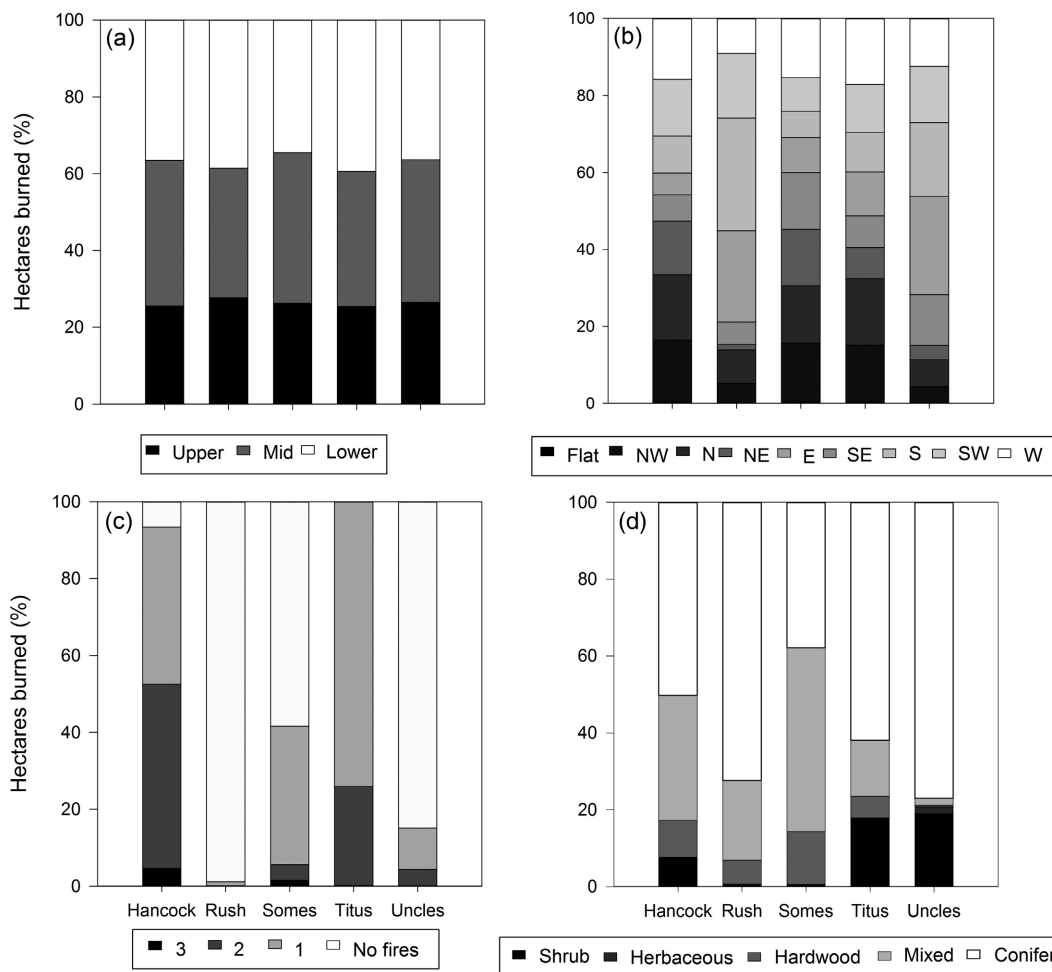 (a)
100
80
60
40
20
0
Hectares burned (%)
Upper Mid Lower
(b)
100
80
60
40
20
0
Flat NW N NE E SE S SW W
(c)
100
80
60
40
20
0
Hectares burned (%)
Hancock Rush Somes Titus Uncles
3 2 1 No fires
(d)
100
80
60
40
20
0
Hancock Rush Somes Titus Uncles
Shrub Herbaceous Hardwood Mixed Conifer